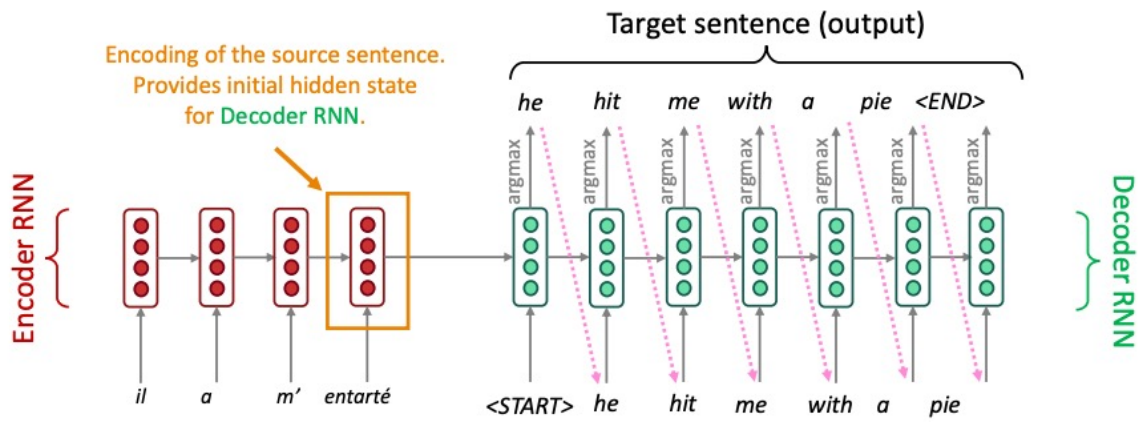 Target sentence (output)
Encoding of the source sentence.
Provides initial hidden state
for Decoder RNN.
he hit me with a pie <END>
argmax argmax argmax argmax argmax argmax argmax
Encoder RNN
Decoder RNN
il a m' entarté
<START> he hit me with a pie